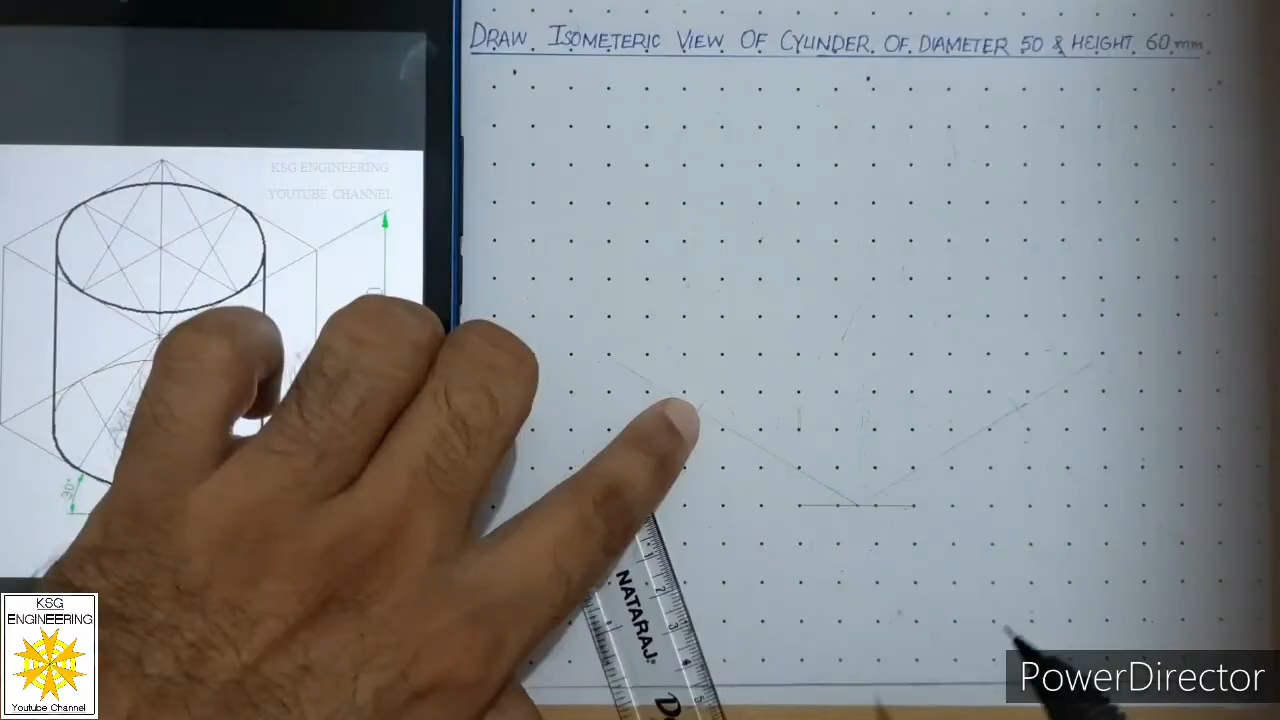 DRAW ISOMETERIC VIEW OF CYLINDER OF DIAMETER 50 & HEIGHT 60 mm
KSG ENGINEERING
YOUTUBE CHANNEL
30°
NATARAJ
KSG
ENGINEERING
Youtube Channel
PowerDirector